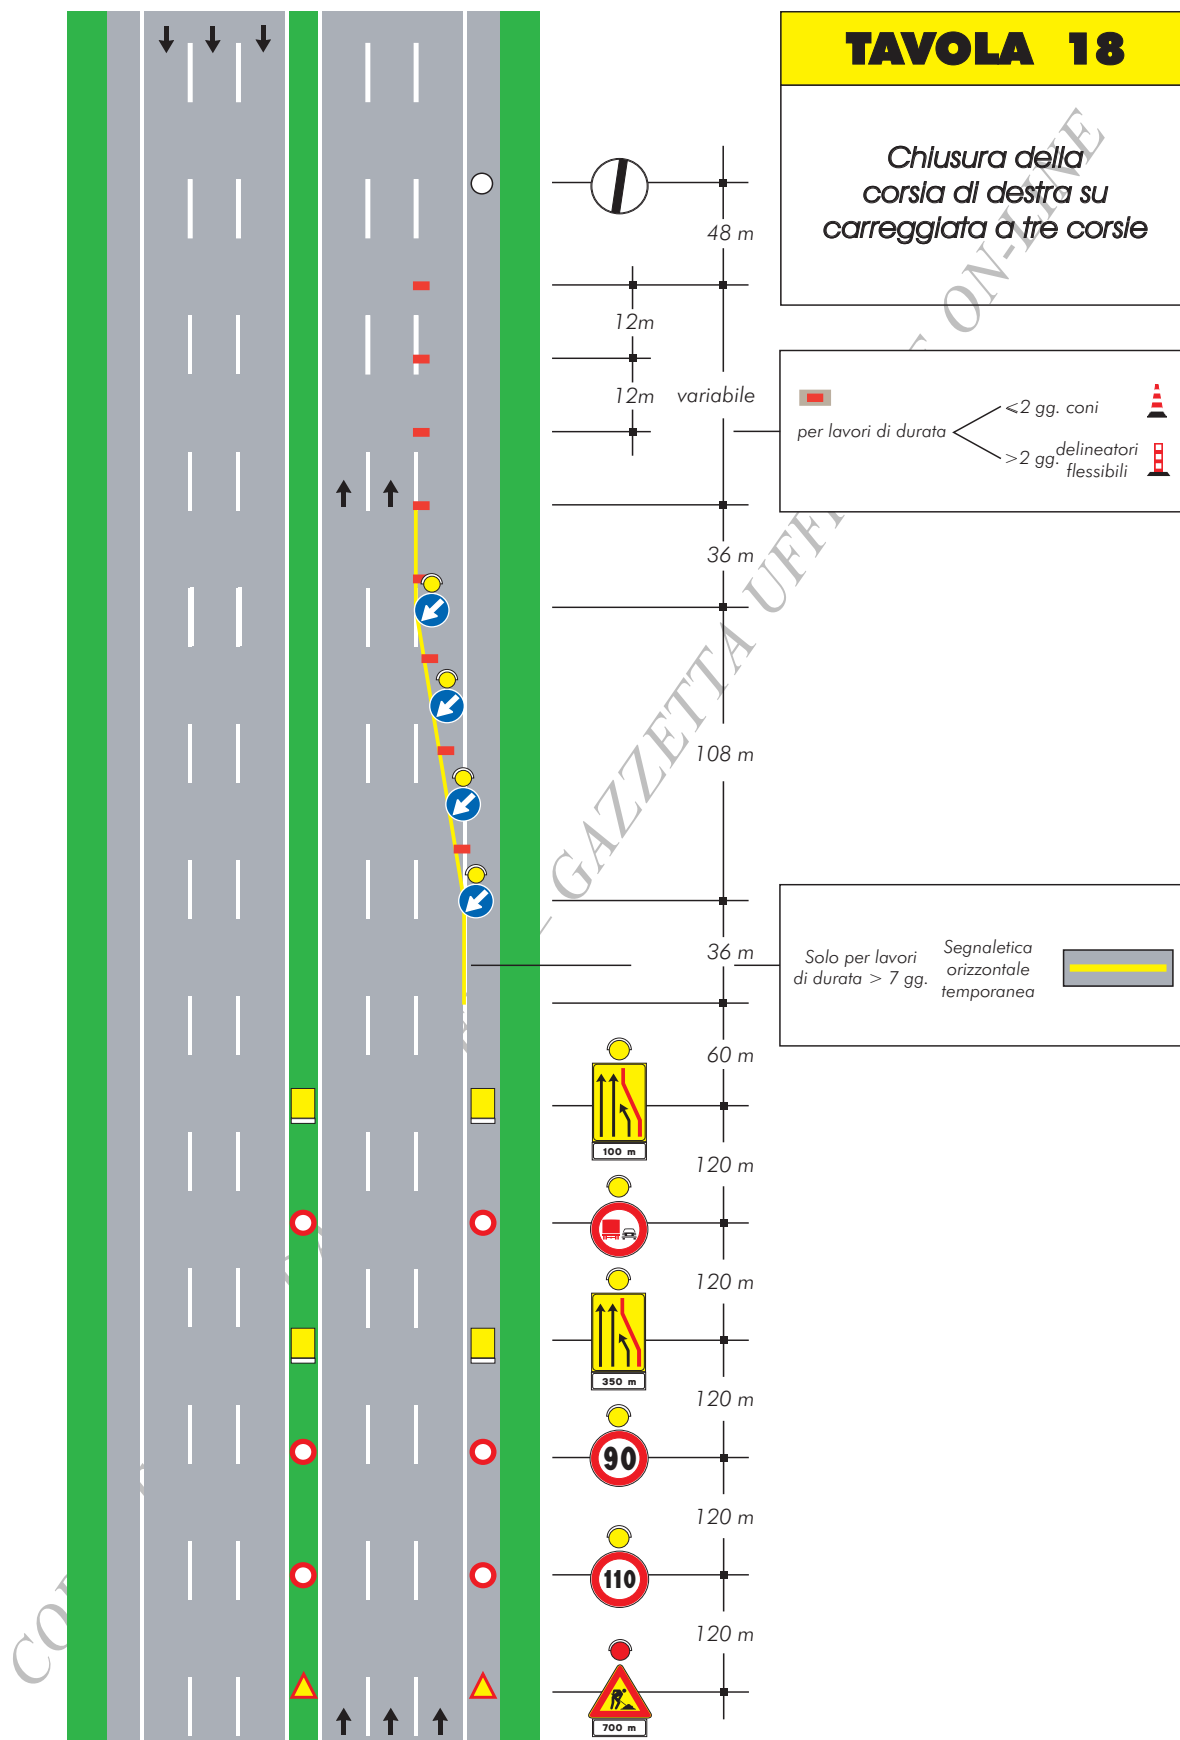 TAVOLA 18
Chiusura della
corsia di destra su
carreggiata a tre corsie
48 m
12m
12m
variabile
per lavori di durata
<2 gg. coni
>2 gg. delineatori
flessibili
36 m
108 m
36 m
Solo per lavori
di durata > 7 gg.
Segnaletica
orizzontale
temporanea
60 m
100 m
120 m
120 m
350 m
120 m
90
120 m
110
120 m
700 m
GAZZETTA UFFI
ON-LINE